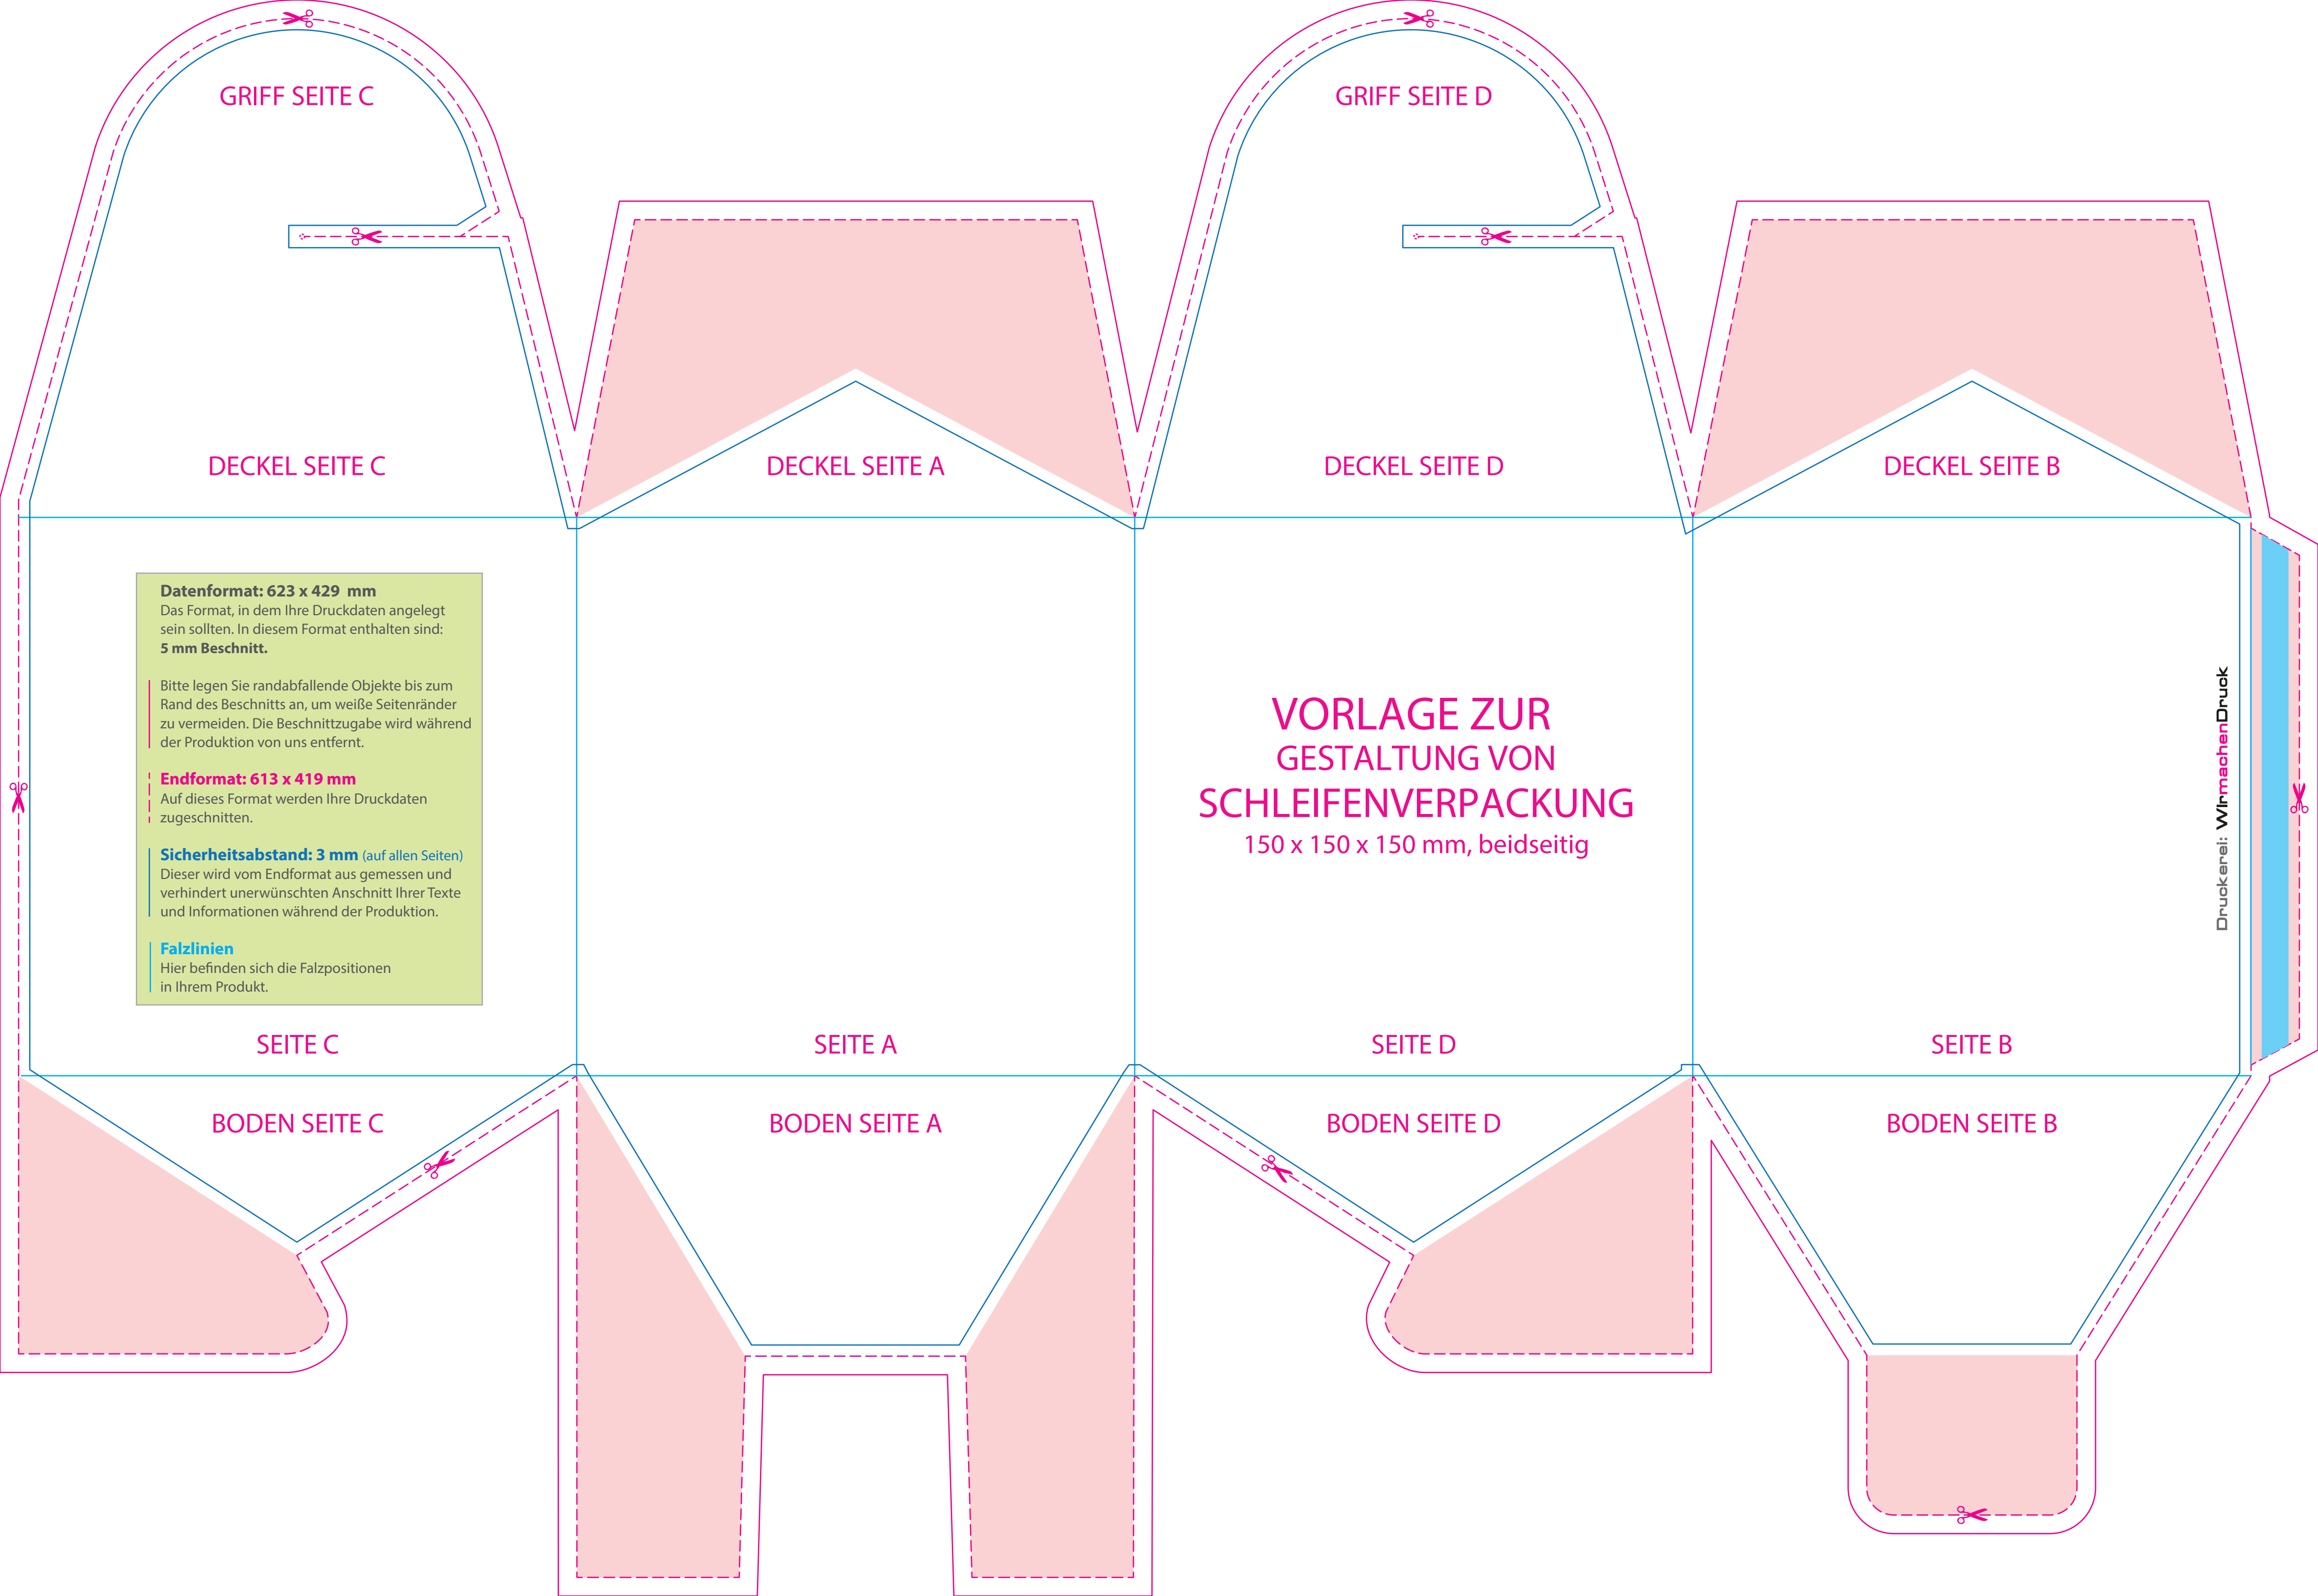 GRIFF SEITE C
GRIFF SEITE D
DECKEL SEITE C
DECKEL SEITE A
DECKEL SEITE D
DECKEL SEITE B
Datenformat: 623 x 429 mm
Das Format, in dem Ihre Druckdaten angelegt
sein sollten. In diesem Format enthalten sind:
5 mm Beschnitt.
Bitte legen Sie randabfallende Objekte bis zum
Rand des Beschnitts an, um weiße Seitenränder
zu vermeiden. Die Beschnittzugabe wird während
der Produktion von uns entfernt.
Endformat: 613 x 419 mm
Auf dieses Format werden Ihre Druckdaten
zugeschnitten.
Sicherheitsabstand: 3 mm (auf allen Seiten)
Dieser wird vom Endformat aus gemessen und
verhindert unerwünschten Anschnitt Ihrer Texte
und Informationen während der Produktion.
Falzlinien
Hier befinden sich die Falzpositionen
in Ihrem Produkt.
VORLAGE ZUR
GESTALTUNG VON
SCHLEIFENVERPACKUNG
150 x 150 x 150 mm, beidseitig
Druckerei: WIrmachenDruck
SEITE C
SEITE A
SEITE D
SEITE B
BODEN SEITE C
BODEN SEITE A
BODEN SEITE D
BODEN SEITE B